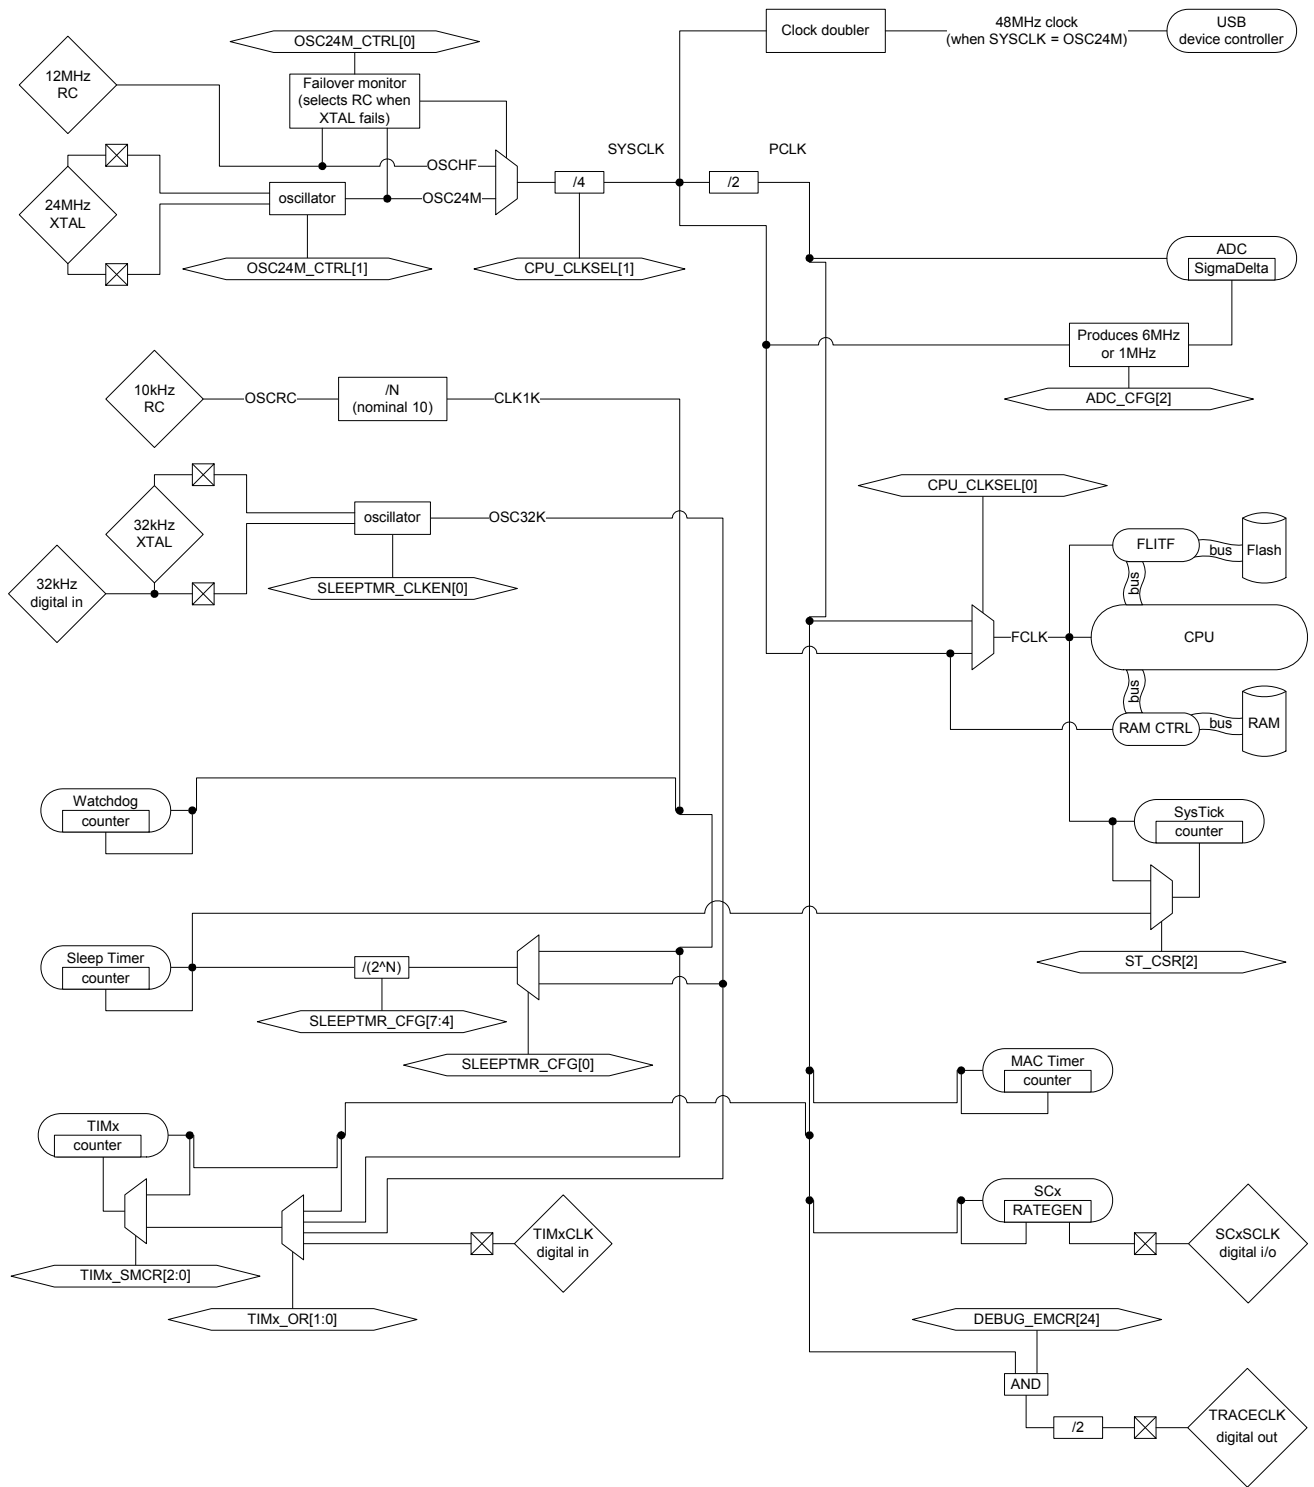 OSC24M_CTRL[0]
12MHz
RC
Failover monitor
(selects RC when
XTAL fails)
Clock doubler
48MHz clock
(when SYSCLK = OSC24M)
USB
device controller
OSCHF
SYSCLK
PCLK
24MHz
XTAL
oscillator
OSC24M
/4
/2
OSC24M_CTRL[1]
CPU_CLKSEL[1]
ADC
SigmaDelta
Produces 6MHz
or 1MHz
ADC_CFG[2]
10kHz
RC
OSCRC
/N
(nominal 10)
CLK1K
CPU_CLKSEL[0]
32kHz
XTAL
oscillator
OSC32K
32kHz
digital in
SLEEPTMR_CLKEN[0]
FLITF
bus
Flash
bus
FCLK
CPU
bus
RAM CTRL
bus
RAM
Watchdog
counter
SysTick
counter
Sleep Timer
counter
/(2^N)
ST_CSR[2]
SLEEPTMR_CFG[7:4]
SLEEPTMR_CFG[0]
MAC Timer
counter
TIMx
counter
SCx
RATEGEN
TIMxCLK
digital in
SCxSCLK
digital i/o
TIMx_SMCR[2:0]
TIMx_OR[1:0]
DEBUG_EMCR[24]
AND
/2
TRACECLK
digital out